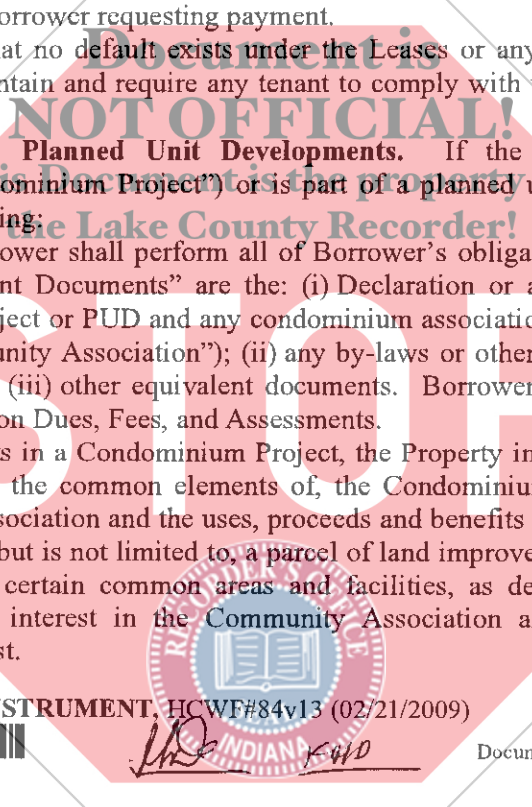 orrower requesting payment.
at no default exists under the Leases or any
Document is
ntain and require any tenant to comply with
NOT OFFICIAL!
Planned Unit Developments. If the
is Document is the property
ominium Project") or is part of a planned u
ing:
the Lake County Recorder!
ower shall perform all of Borrower's obliga
nt Documents" are the: (i) Declaration or a
STOP
ject or PUD and any condominium associatio
unity Association"); (ii) any by-laws or other
(iii) other equivalent documents. Borrower
on Dues, Fees, and Assessments.
s in a Condominium Project, the Property in
the common elements of, the Condominiu
sociation and the uses, proceeds and benefits
but is not limited to, a parcel of land improve
certain common areas and facilities, as de
interest in the Community Association a
st.
RECORDER'S OFFICE
INDIANA
NSTRUMENT, HCWF#84v13 (02/21/2009)
Docum